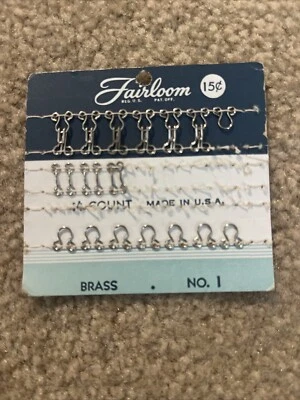 Fairloom
REG. U.S. PAT. OFF.
15¢
COUNT MADE IN U.S.A.
BRASS . NO. 1